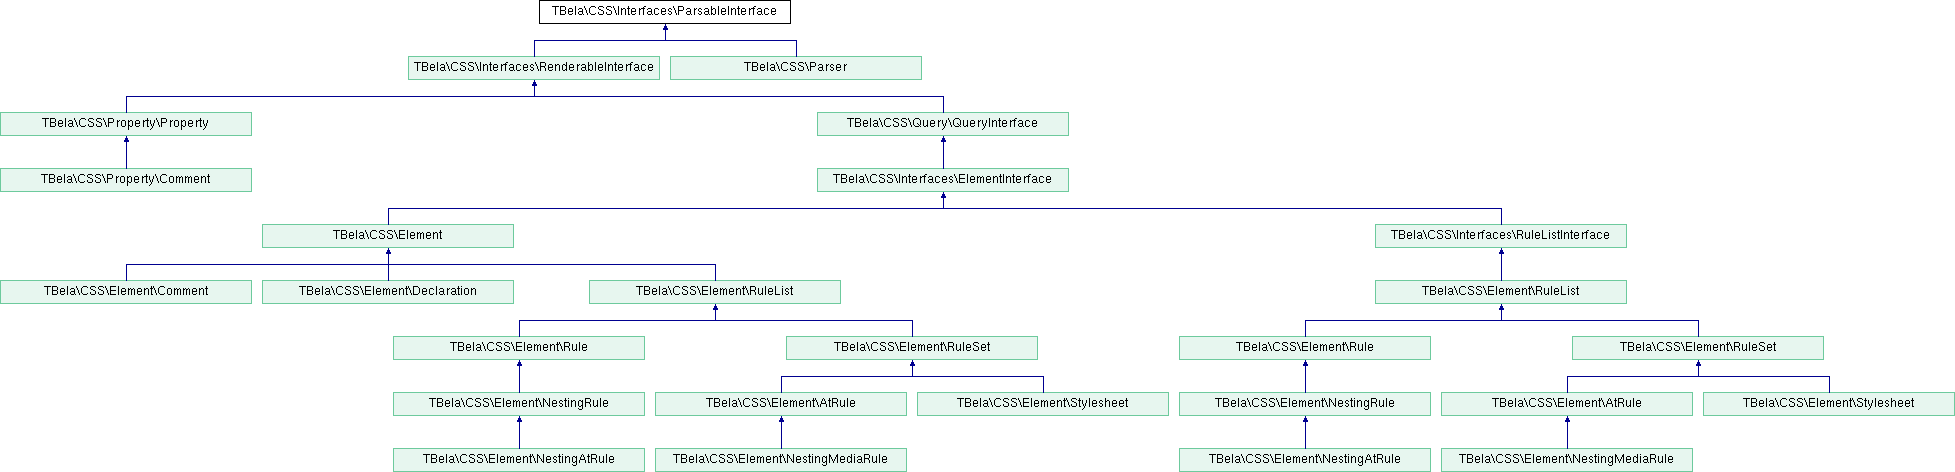 TBela\CSS\Interfaces\ParsableInterface
TBela\CSS\Interfaces\RenderableInterface
TBela\CSS\Parser
TBela\CSS\Property\Property
TBela\CSS\Query\QueryInterface
TBela\CSS\Property\Comment
TBela\CSS\Interfaces\ElementInterface
TBela\CSS\Element
TBela\CSS\Interfaces\RuleListInterface
TBela\CSS\Element\Comment
TBela\CSS\Element\Declaration
TBela\CSS\Element\RuleList
TBela\CSS\Element\RuleList
TBela\CSS\Element\Rule
TBela\CSS\Element\RuleSet
TBela\CSS\Element\Rule
TBela\CSS\Element\RuleSet
TBela\CSS\Element\NestingRule
TBela\CSS\Element\AtRule
TBela\CSS\Element\Stylesheet
TBela\CSS\Element\NestingRule
TBela\CSS\Element\AtRule
TBela\CSS\Element\Stylesheet
TBela\CSS\Element\NestingAtRule
TBela\CSS\Element\NestingMediaRule
TBela\CSS\Element\NestingAtRule
TBela\CSS\Element\NestingMediaRule